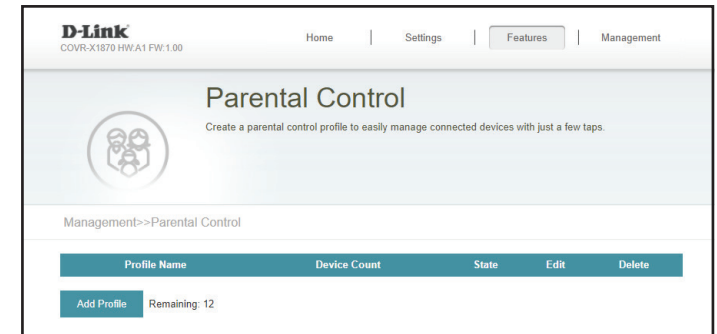 D-Link
COVR-X1870 HW:A1 FW:1.00
Home | Settings | Features | Management
Parental Control
Create a parental control profile to easily manage connected devices with just a few taps.
Management>>Parental Control
Profile Name Device Count State Edit Delete
Add Profile Remaining: 12